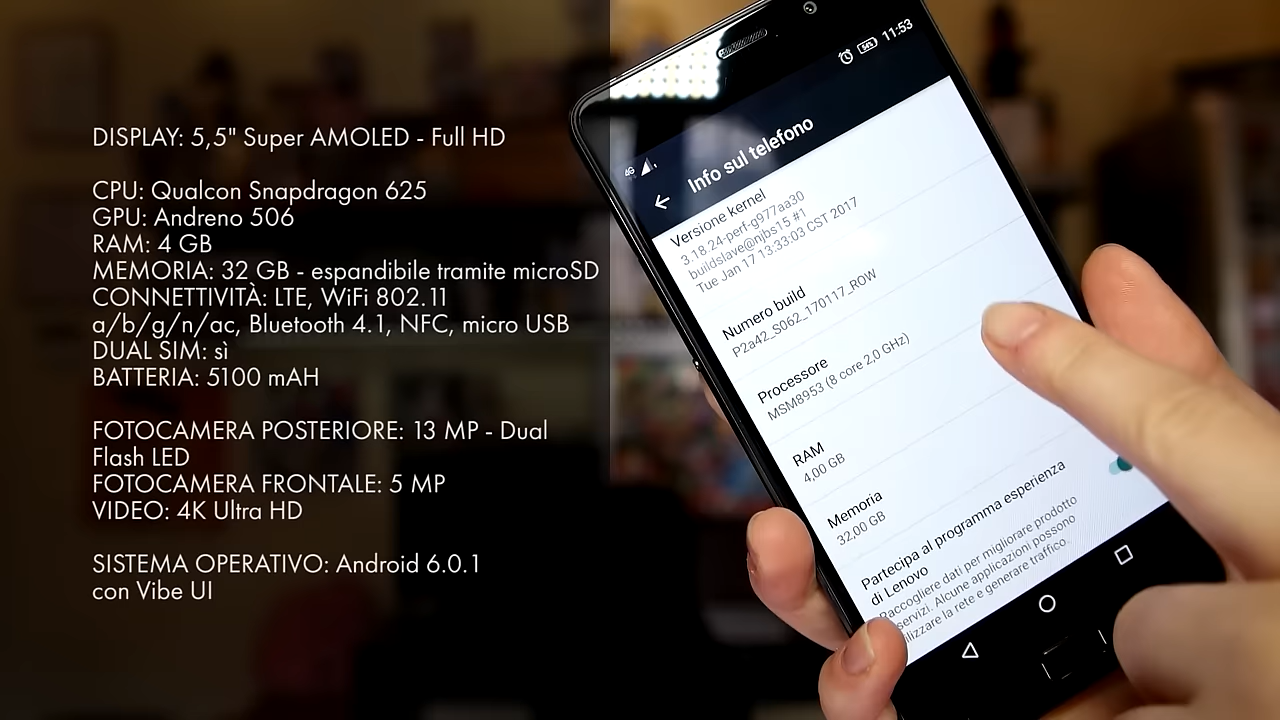 DISPLAY: 5,5" Super AMOLED - Full HD
CPU: Qualcon Snapdragon 625
GPU: Andreno 506
RAM: 4 GB
MEMORIA: 32 GB - espandibile tramite microSD
CONNETTIVITÀ: LTE, WiFi 802.11
a/b/g/n/ac, Bluetooth 4.1, NFC, micro USB
DUAL SIM: sì
BATTERIA: 5100 mAH
FOTOCAMERA POSTERIORE: 13 MP - Dual
Flash LED
FOTOCAMERA FRONTALE: 5 MP
VIDEO: 4K Ultra HD
SISTEMA OPERATIVO: Android 6.0.1
con Vibe UI
4G 54% 11:53
Info sul telefono
Versione kernel
3.18.24-perf-g977aa30
buildslave@njbs15 #1
Tue Jan 17 13:33:03 CST 2017
Numero build
P2a42_S062_170117_ROW
Processore
MSM8953 (8 core 2,0 GHz)
RAM
4,00 GB
Memoria
32,00 GB
Partecipa al programma esperienza
di Lenovo
Raccogliere dati per migliorare prodotto
servizi. Alcune applicazioni possono
la rete e generare traffico.